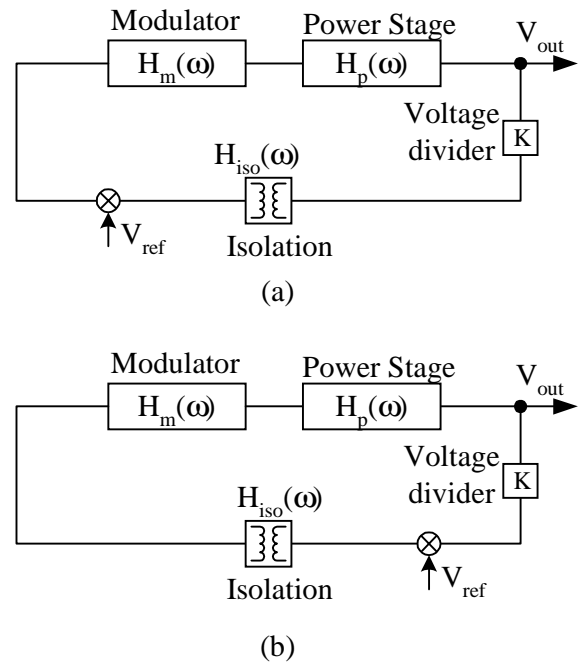 Modulator
Power Stage
V_out
H_m(ω)
H_p(ω)
Voltage
divider
K
H_iso(ω)
V_ref
Isolation
(a)
Modulator
Power Stage
V_out
H_m(ω)
H_p(ω)
Voltage
divider
K
H_iso(ω)
V_ref
Isolation
(b)